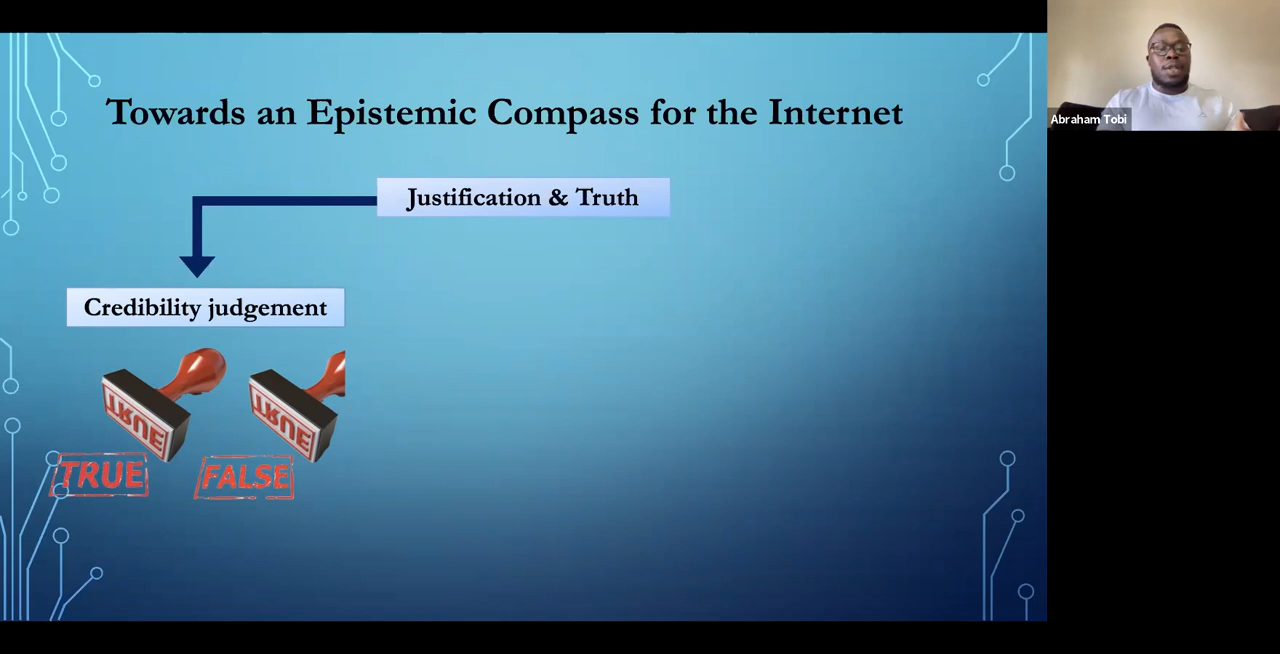 Towards an Epistemic Compass for the Internet
Abraham Tobi
Justification & Truth
Credibility judgement
TRUE
TRUE
TRUE
FALSE